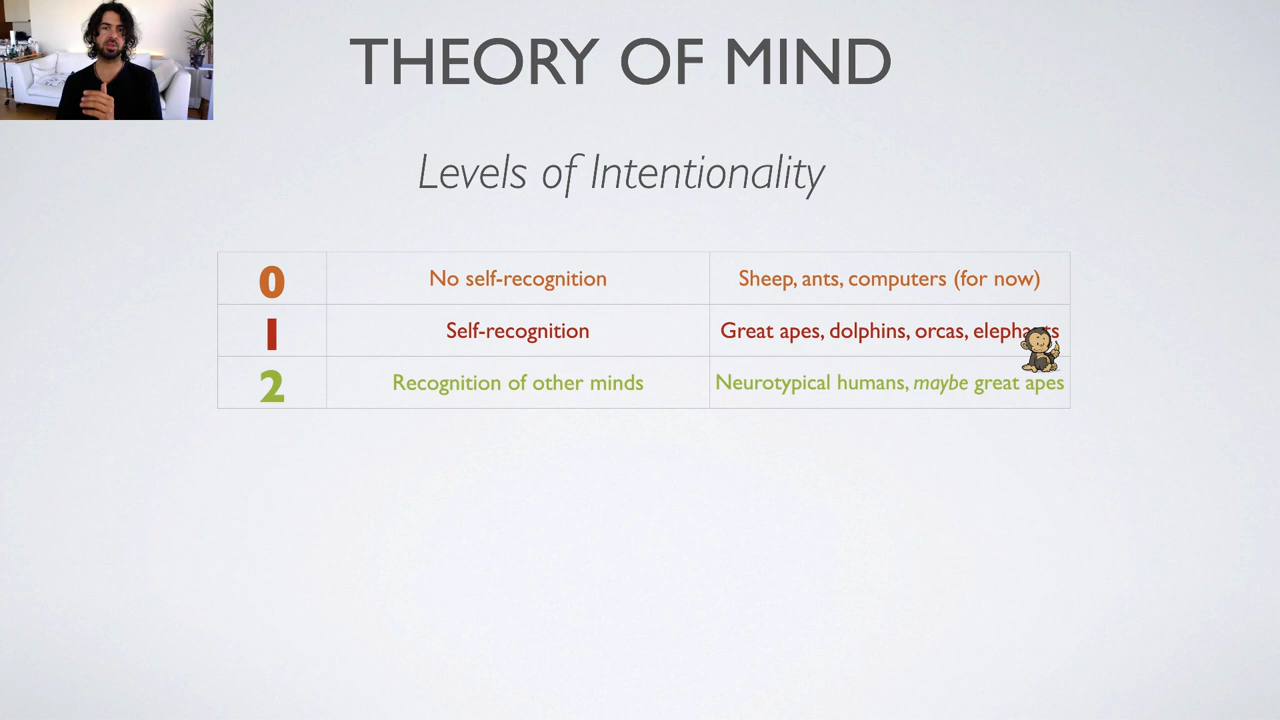 THEORY OF MIND
Levels of Intentionality
0 No self-recognition Sheep, ants, computers (for now)
1 Self-recognition Great apes, dolphins, orcas, elephants
2 Recognition of other minds Neurotypical humans, maybe great apes